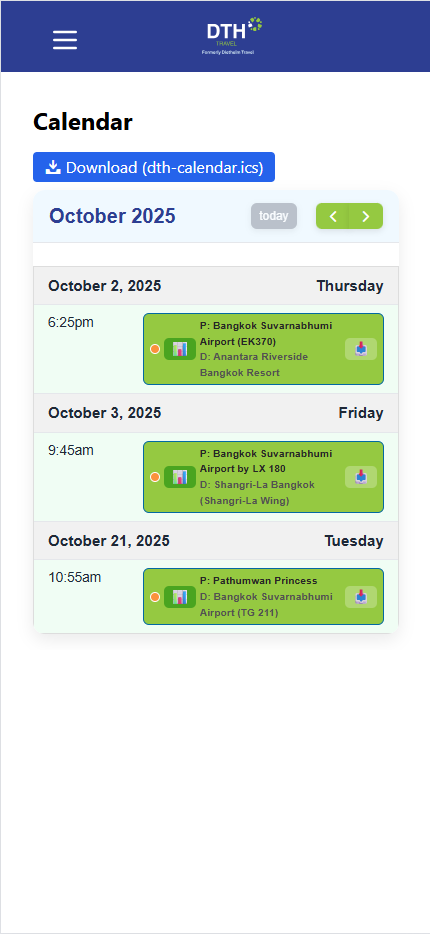 DTH
TRAVEL
Formerly Diethelm Travel
Calendar
Download (dth-calendar.ics)
October 2025
today
October 2, 2025 Thursday
6:25pm
P: Bangkok Suvarnabhumi
Airport (EK370)
D: Anantara Riverside
Bangkok Resort
October 3, 2025 Friday
9:45am
P: Bangkok Suvarnabhumi
Airport by LX 180
D: Shangri-La Bangkok
(Shangri-La Wing)
October 21, 2025 Tuesday
10:55am
P: Pathumwan Princess
D: Bangkok Suvarnabhumi
Airport (TG 211)